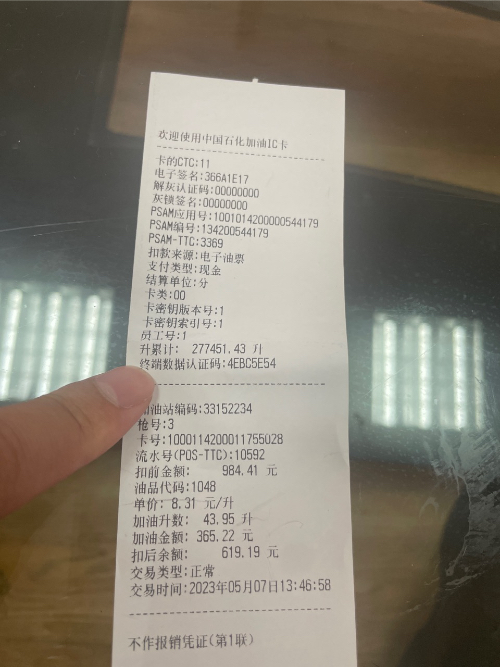 欢迎使用中国石化加油IC卡
卡的CTC:11
电子签名:366A1E17
解灰认证码:00000000
灰锁签名:00000000
PSAM应用号:1001014200000544179
PSAM编号:134200544179
PSAM-TTC:3369
扣款来源:电子油票
支付类型:现金
结算单位:分
卡类:00
卡密钥版本号:1
卡密钥索引号:1
员工号:1
升累计: 277451.43 升
终端数据认证码:4EBC5E54
加油站编码:33152234
枪号:3
卡号:1000114200011755028
流水号(POS-TTC):10592
扣前金额: 984.41 元
油品代码:1048
单价: 8.31 元/升
加油升数: 43.95 升
加油金额: 365.22 元
扣后余额: 619.19 元
交易类型:正常
交易时间:2023年05月07日13:46:58
不作报销凭证(第1联)